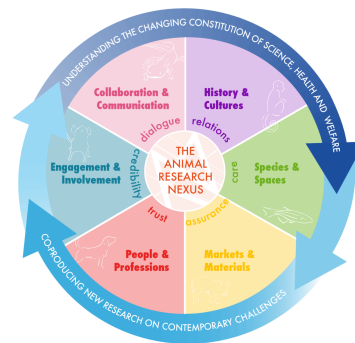 UNDERSTANDING THE CHANGING CONSTITUTION OF SCIENCE, HEALTH AND WELFARE
Collaboration &
Communication
History &
Cultures
dialogue
relations
Engagement &
Involvement
credibility
THE
ANIMAL
RESEARCH
NEXUS
care
Species &
Spaces
trust
assurance
People &
Professions
Markets &
Materials
CO-PRODUCING NEW RESEARCH ON CONTEMPORARY CHALLENGES